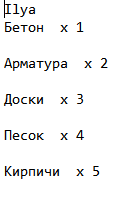 Ilya
Бетон  x 1
Арматура  x 2
Доски  x 3
Песок  x 4
Кирпичи  x 5